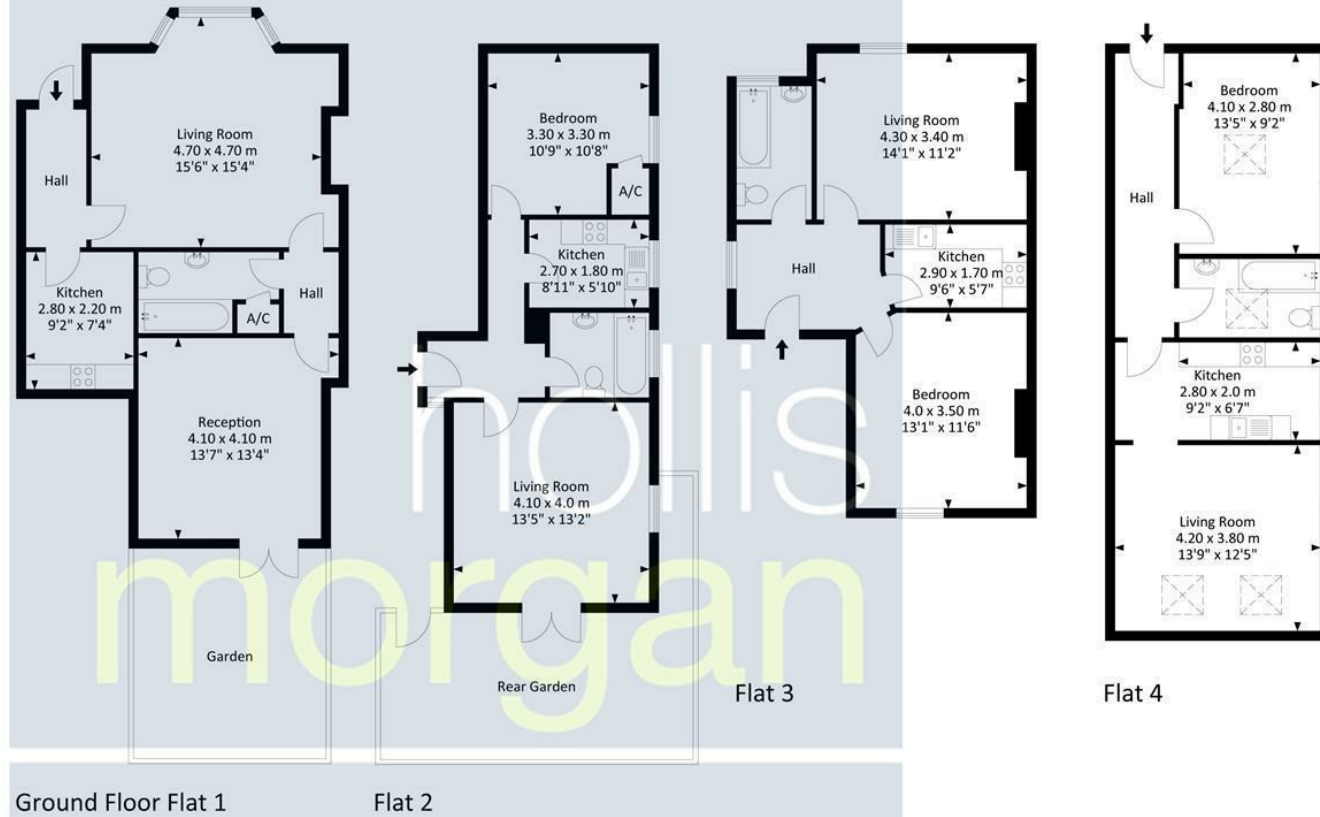 Living Room
4.70 x 4.70 m
15'6" x 15'4"
Hall
Kitchen
2.80 x 2.20 m
9'2" x 7'4"
Hall
A/C
Reception
4.10 x 4.10 m
13'7" x 13'4"
Garden
Ground Floor Flat 1
Bedroom
3.30 x 3.30 m
10'9" x 10'8"
A/C
Kitchen
2.70 x 1.80 m
8'11" x 5'10"
Living Room
4.10 x 4.0 m
13'5" x 13'2"
Rear Garden
Flat 2
Living Room
4.30 x 3.40 m
14'1" x 11'2"
Hall
Kitchen
2.90 x 1.70 m
9'6" x 5'7"
Bedroom
4.0 x 3.50 m
13'1" x 11'6"
Flat 3
Bedroom
4.10 x 2.80 m
13'5" x 9'2"
Hall
Kitchen
2.80 x 2.0 m
9'2" x 6'7"
Living Room
4.20 x 3.80 m
13'9" x 12'5"
Flat 4
hollis
morgan